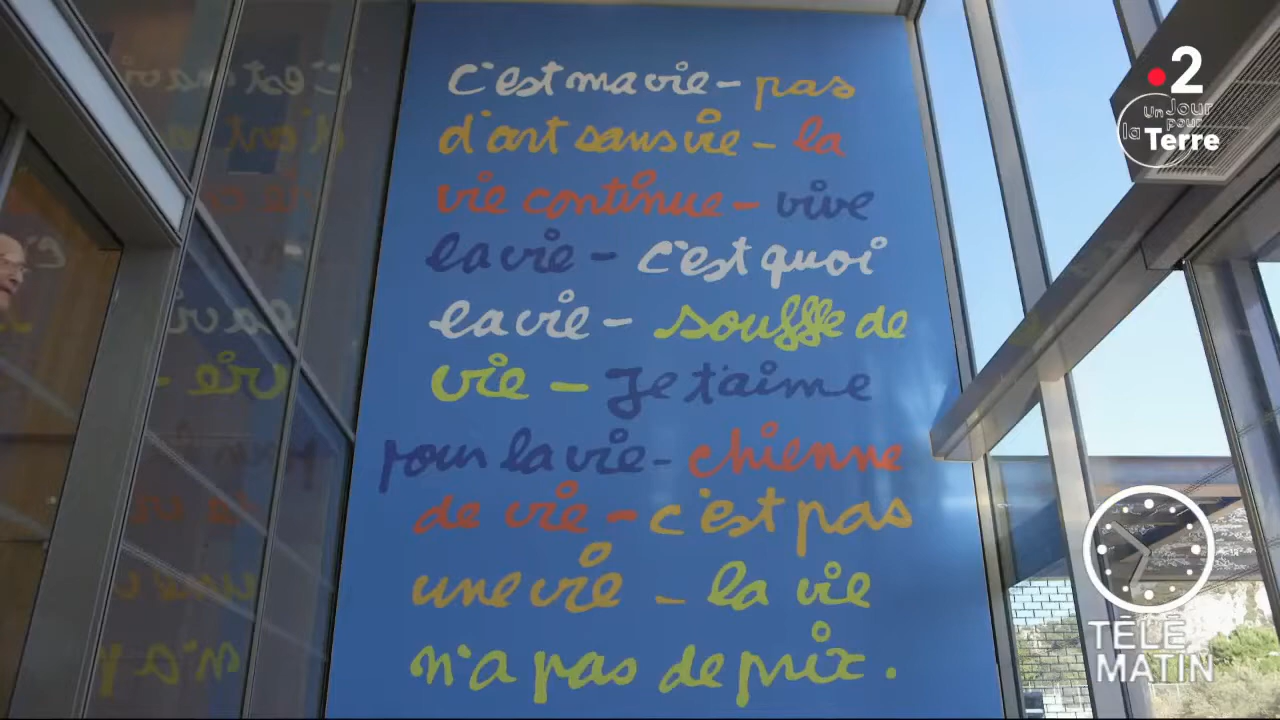 c'est ma vie – pas
d'art sans vie – la
vie continue – vive
la vie – c'est quoi
la vie – souffle de
vie – Je t'aime
pour la vie – chienne
de vie – c'est pas
une vie – la vie
n'a pas de prix.
2
un Jour
pour
la Terre
TÉLÉ
MATIN